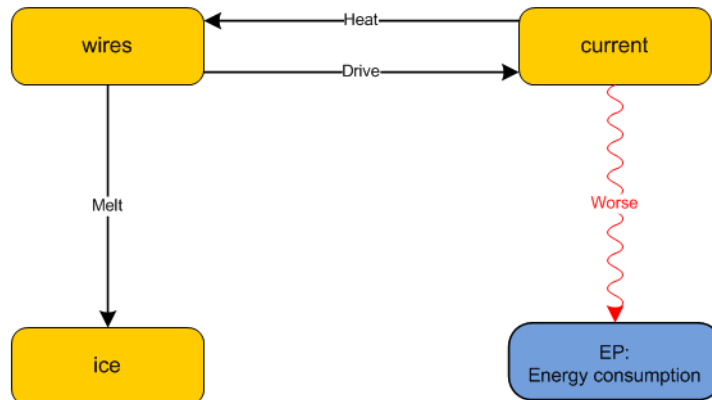 wires
Heat
current
Drive
Melt
Worse
ice
EP:
Energy consumption